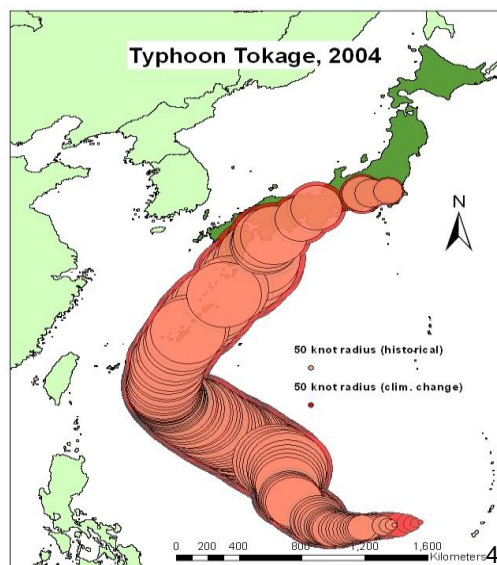 Typhoon Tokage, 2004
N
50 knot radius (historical)
50 knot radius (clim. change)
0 200 400 800 1,200 1,600
Kilometers 4